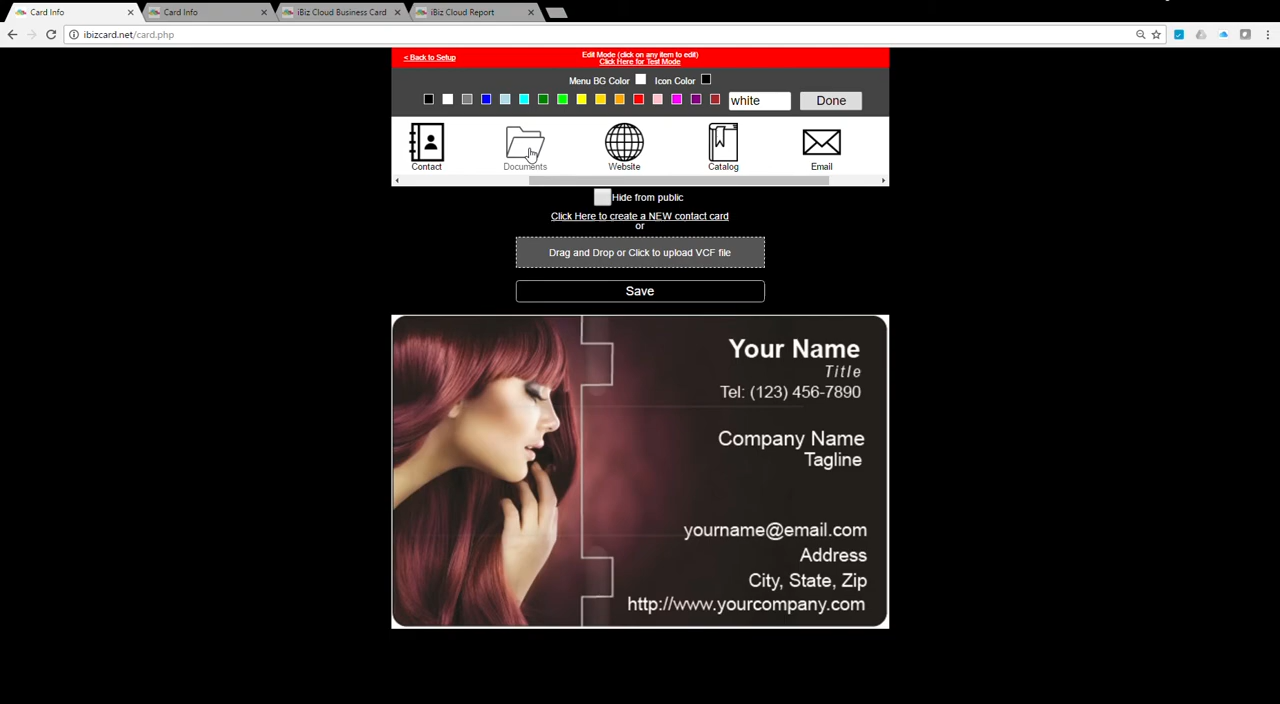 Card Info
Card Info
iBiz Cloud Business Card
iBiz Cloud Report
ibizcard.net/card.php
< Back to Setup
Edit Mode (click on any item to edit)
Click Here for Test Mode
Menu BG Color
Icon Color
white
Done
Contact
Documents
Website
Catalog
Email
Hide from public
Click Here to create a NEW contact card
or
Drag and Drop or Click to upload VCF file
Save
Your Name
Title
Tel: (123) 456-7890
Company Name
Tagline
yourname@email.com
Address
City, State, Zip
http://www.yourcompany.com